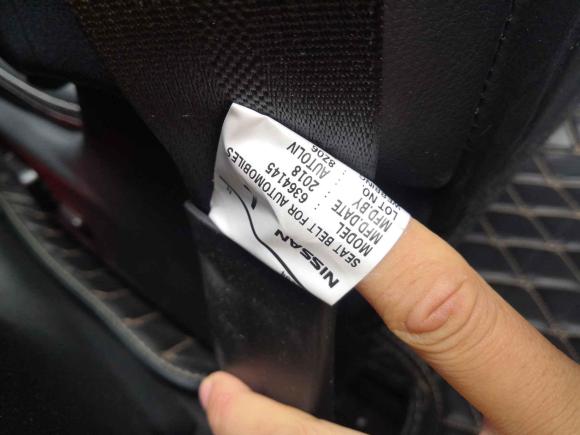 NISSAN
SEAT BELT FOR AUTOMOBILES
MODEL : 6364145
MFD.DATE : 2018
MFD BY : AUTOLIV
LOT NO : 8206